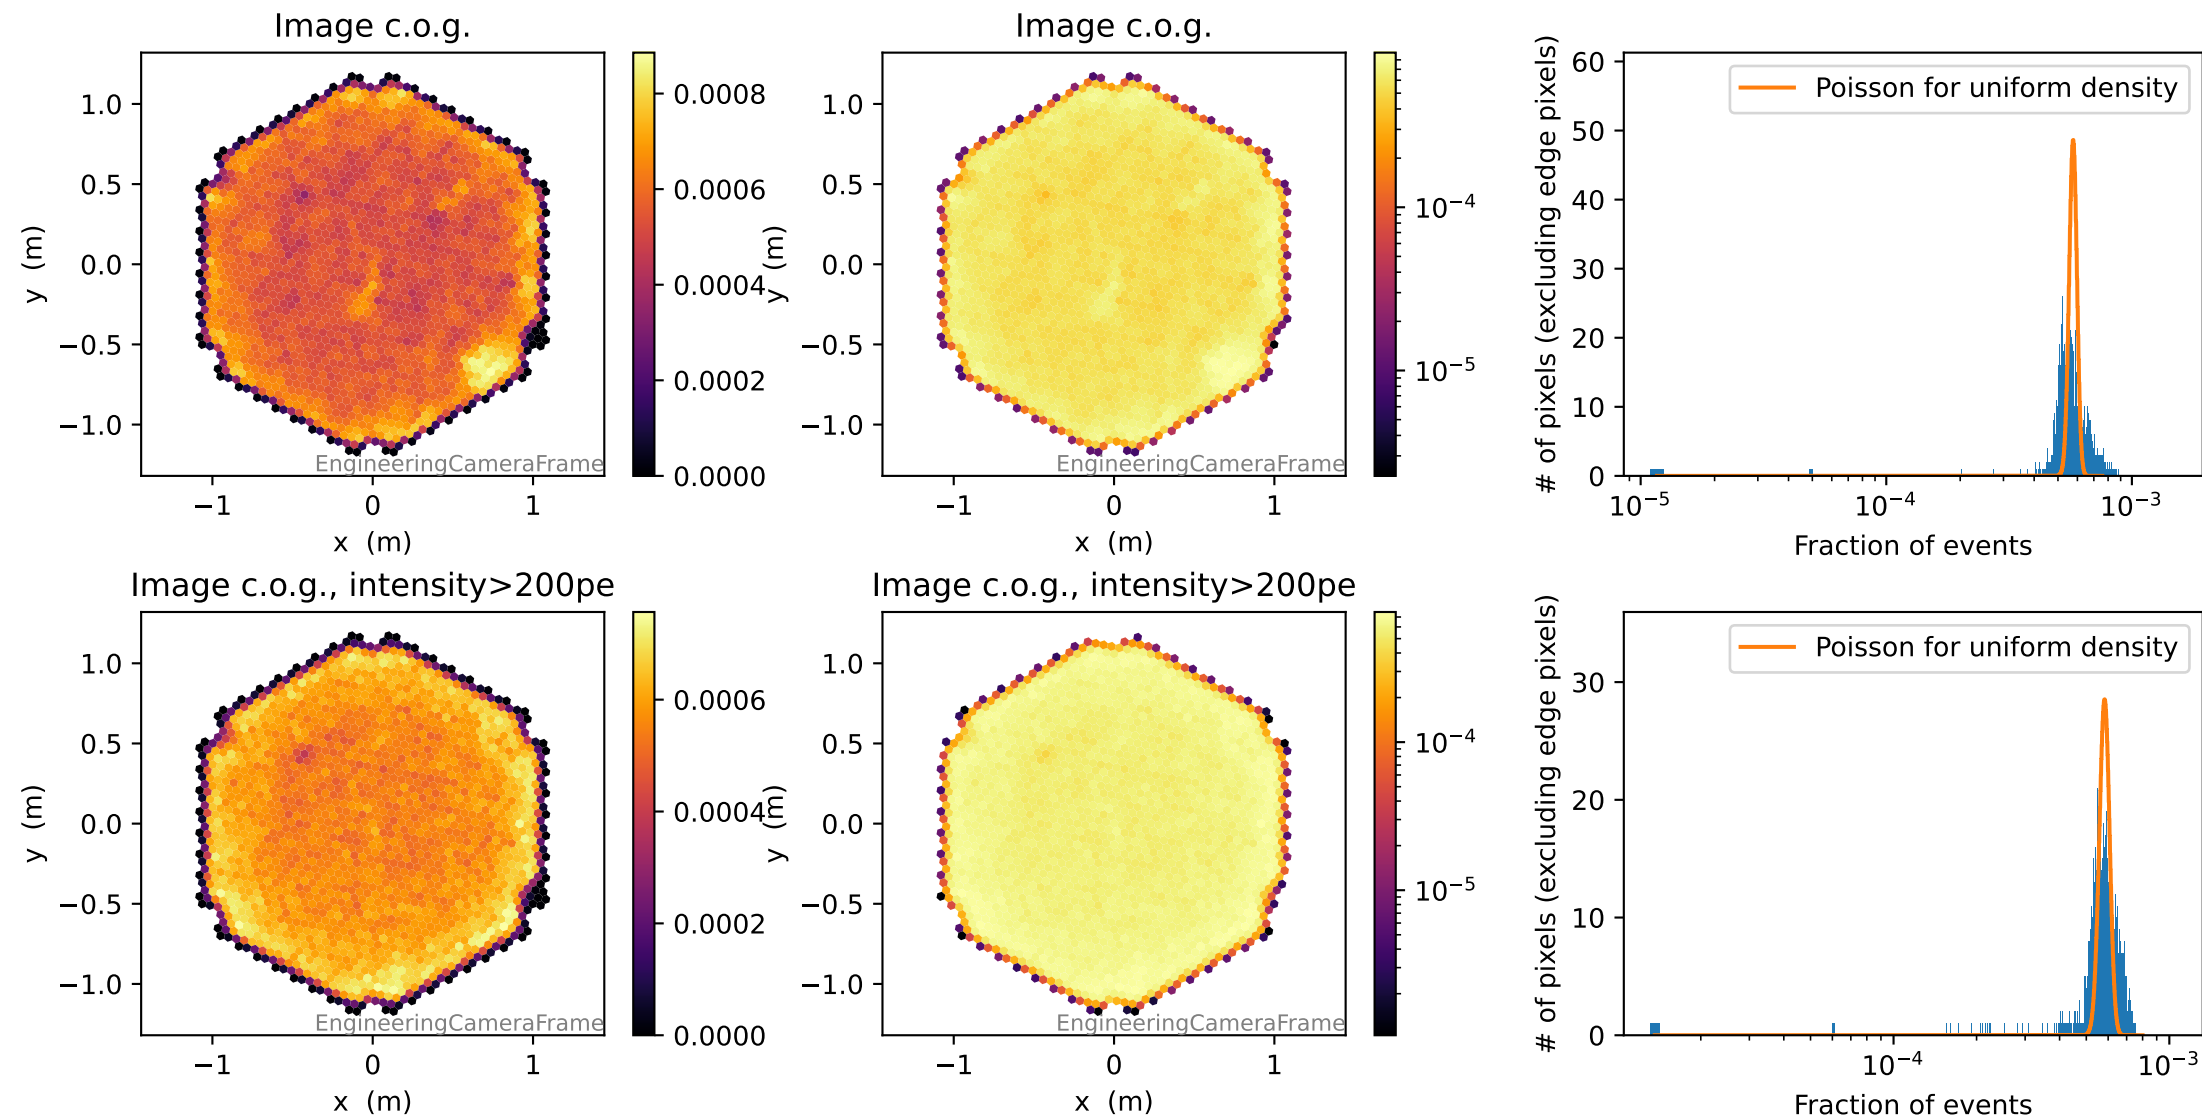 Image c.o.g.
1.0
0.5
0.0
−0.5
−1.0
y (m)
−1
0
1
x (m)
EngineeringCameraFrame
0.0008
0.0006
0.0004
0.0002
0.0000
Image c.o.g.
1.0
0.5
0.0
−0.5
−1.0
y (m)
−1
0
1
x (m)
EngineeringCameraFrame
10⁻⁴
10⁻⁵
60
50
40
30
20
10
0
# of pixels (excluding edge pixels)
Poisson for uniform density
10⁻⁵
10⁻⁴
10⁻³
Fraction of events
Image c.o.g., intensity>200pe
1.0
0.5
0.0
−0.5
−1.0
y (m)
−1
0
1
x (m)
EngineeringCameraFrame
0.0006
0.0004
0.0002
0.0000
Image c.o.g., intensity>200pe
1.0
0.5
0.0
−0.5
−1.0
y (m)
−1
0
1
x (m)
EngineeringCameraFrame
10⁻⁴
10⁻⁵
30
20
10
0
# of pixels (excluding edge pixels)
Poisson for uniform density
10⁻⁴
10⁻³
Fraction of events